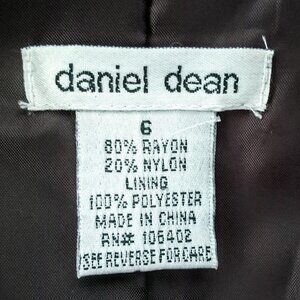 daniel dean
6
80% RAYON
20% NYLON
LINING
100% POLYESTER
MADE IN CHINA
RN# 106402
SEE REVERSE FOR CARE